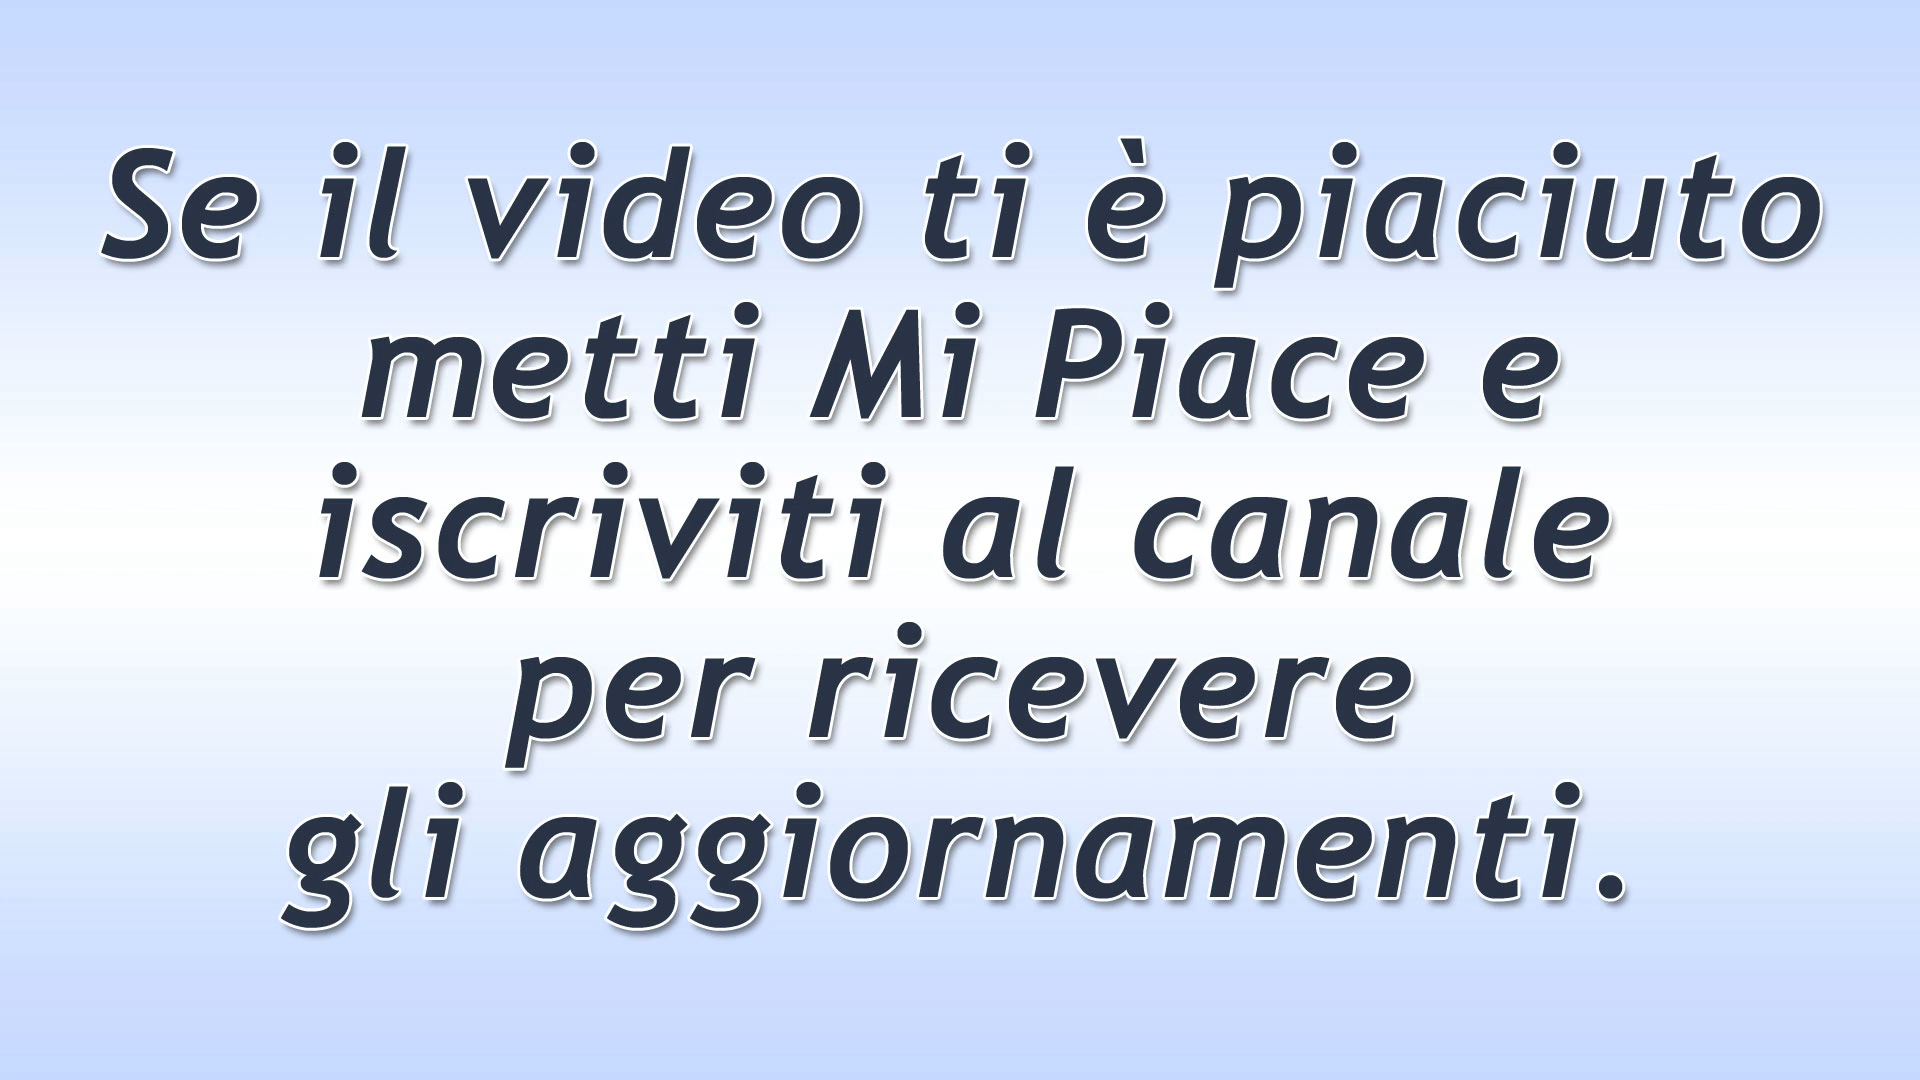 Se il video ti è piaciuto
metti Mi Piace e
iscriviti al canale
per ricevere
gli aggiornamenti.